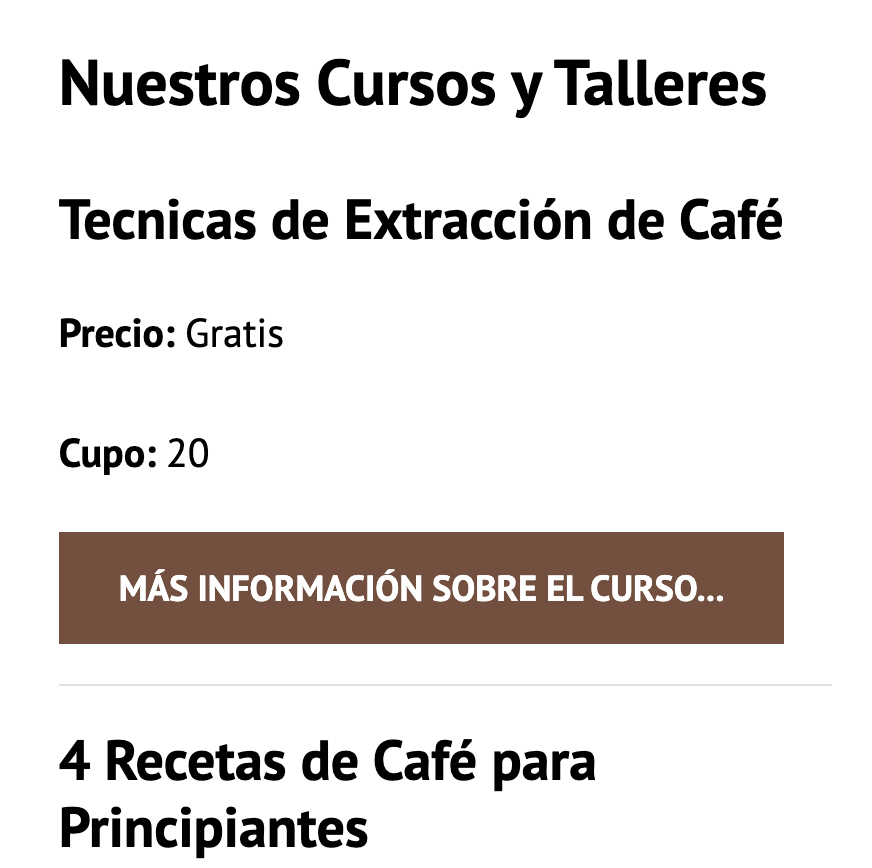 Nuestros Cursos y Talleres
Tecnicas de Extracción de Café
Precio: Gratis
Cupo: 20
MÁS INFORMACIÓN SOBRE EL CURSO...
4 Recetas de Café para
Principiantes